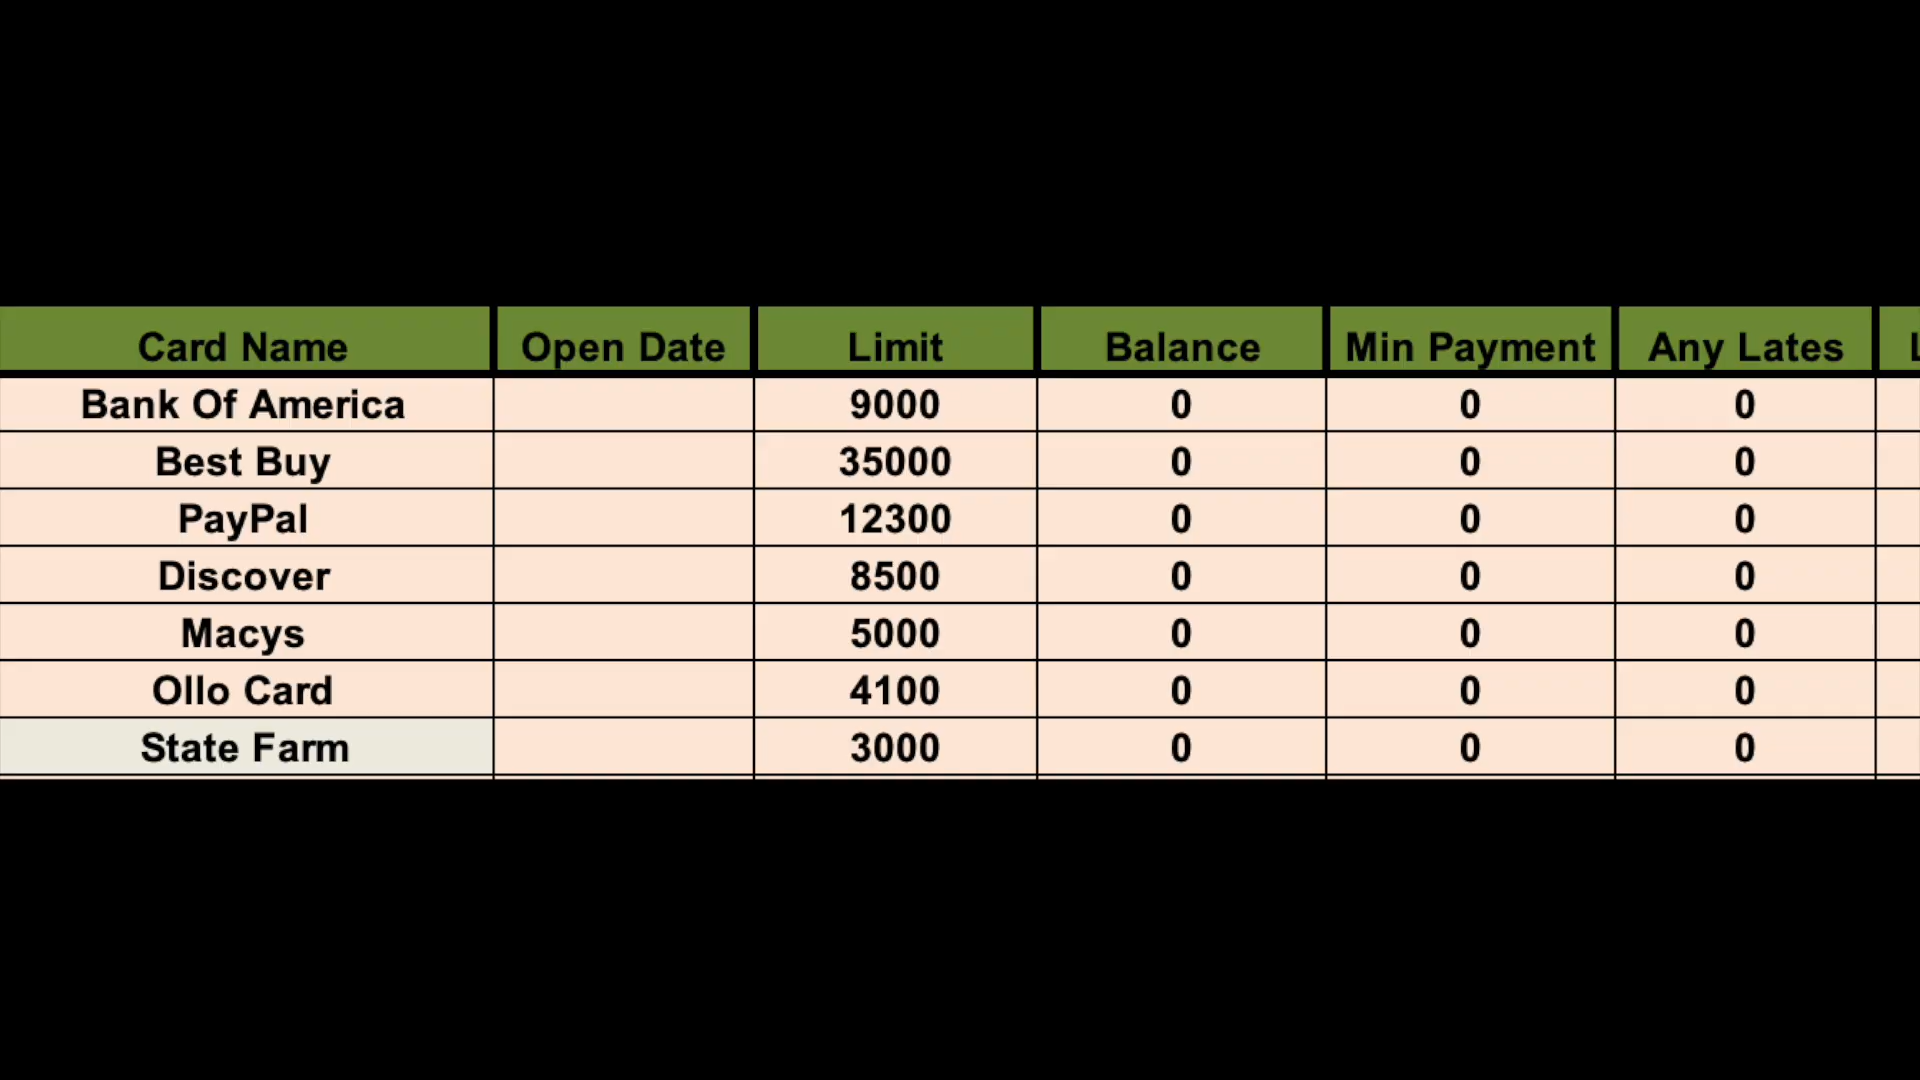 Card Name Open Date Limit Balance Min Payment Any Lates L
Bank Of America 9000 0 0 0
Best Buy 35000 0 0 0
PayPal 12300 0 0 0
Discover 8500 0 0 0
Macys 5000 0 0 0
Ollo Card 4100 0 0 0
State Farm 3000 0 0 0